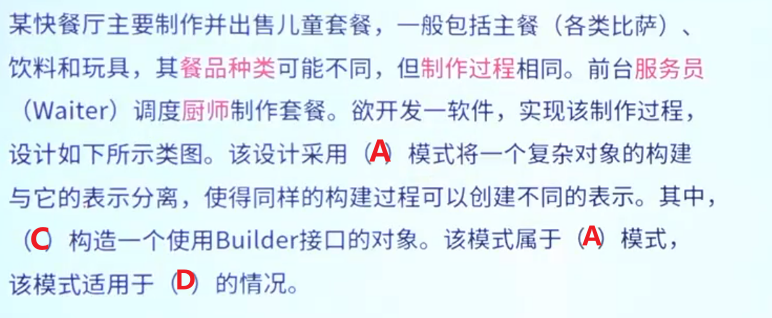 某快餐厅主要制作并出售儿童套餐，一般包括主餐（各类比萨）、
饮料和玩具，其餐品种类可能不同，但制作过程相同。前台服务员
（Waiter）调度厨师制作套餐。欲开发一软件，实现该制作过程，
设计如下所示类图。该设计采用（A）模式将一个复杂对象的构建
与它的表示分离，使得同样的构建过程可以创建不同的表示。其中，
（C）构造一个使用Builder接口的对象。该模式属于（A）模式，
该模式适用于（D）的情况。